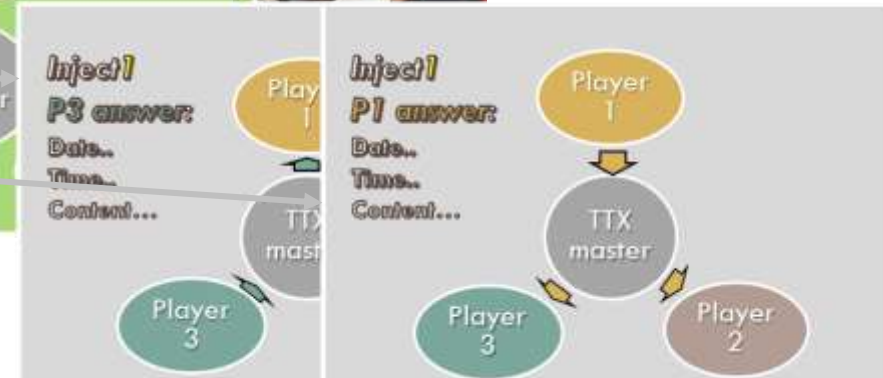 Inject1
P3 answer:
Date..
Time..
Content...
Play
1
TTX
mast
Player
3
Inject1
P1 answer:
Date..
Time..
Content...
Player
1
TTX
master
Player
3
Player
2